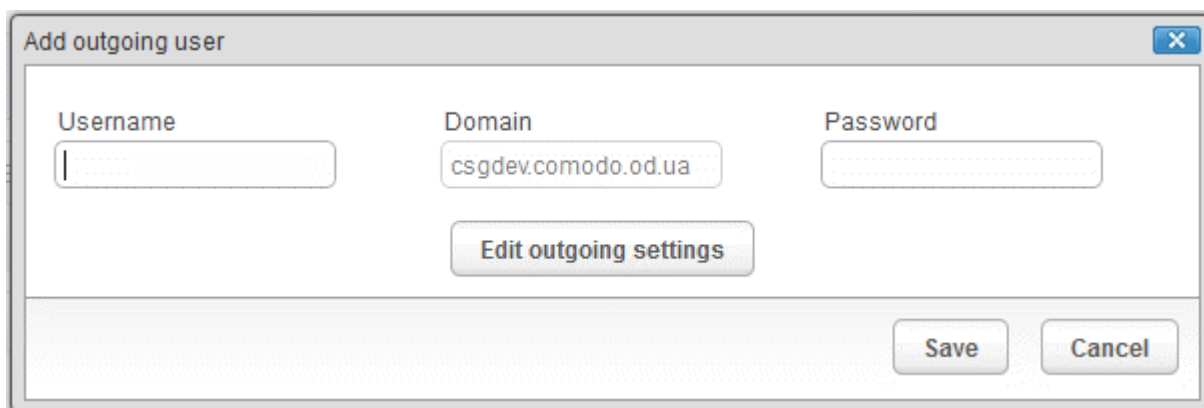 Add outgoing user
Username Domain Password
csgdev.comodo.od.ua
Edit outgoing settings
Save Cancel